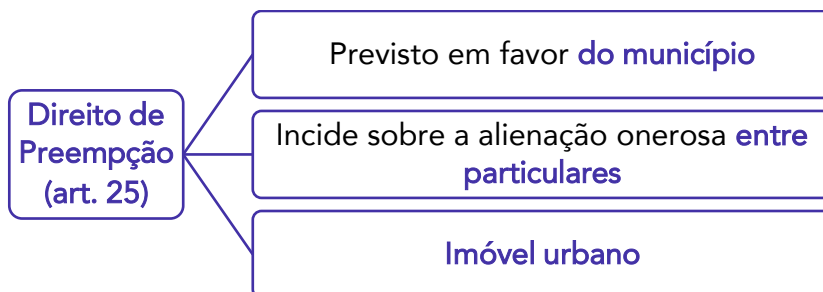 Direito de
Preempção
(art. 25)
Previsto em favor do município
Incide sobre a alienação onerosa entre
particulares
Imóvel urbano